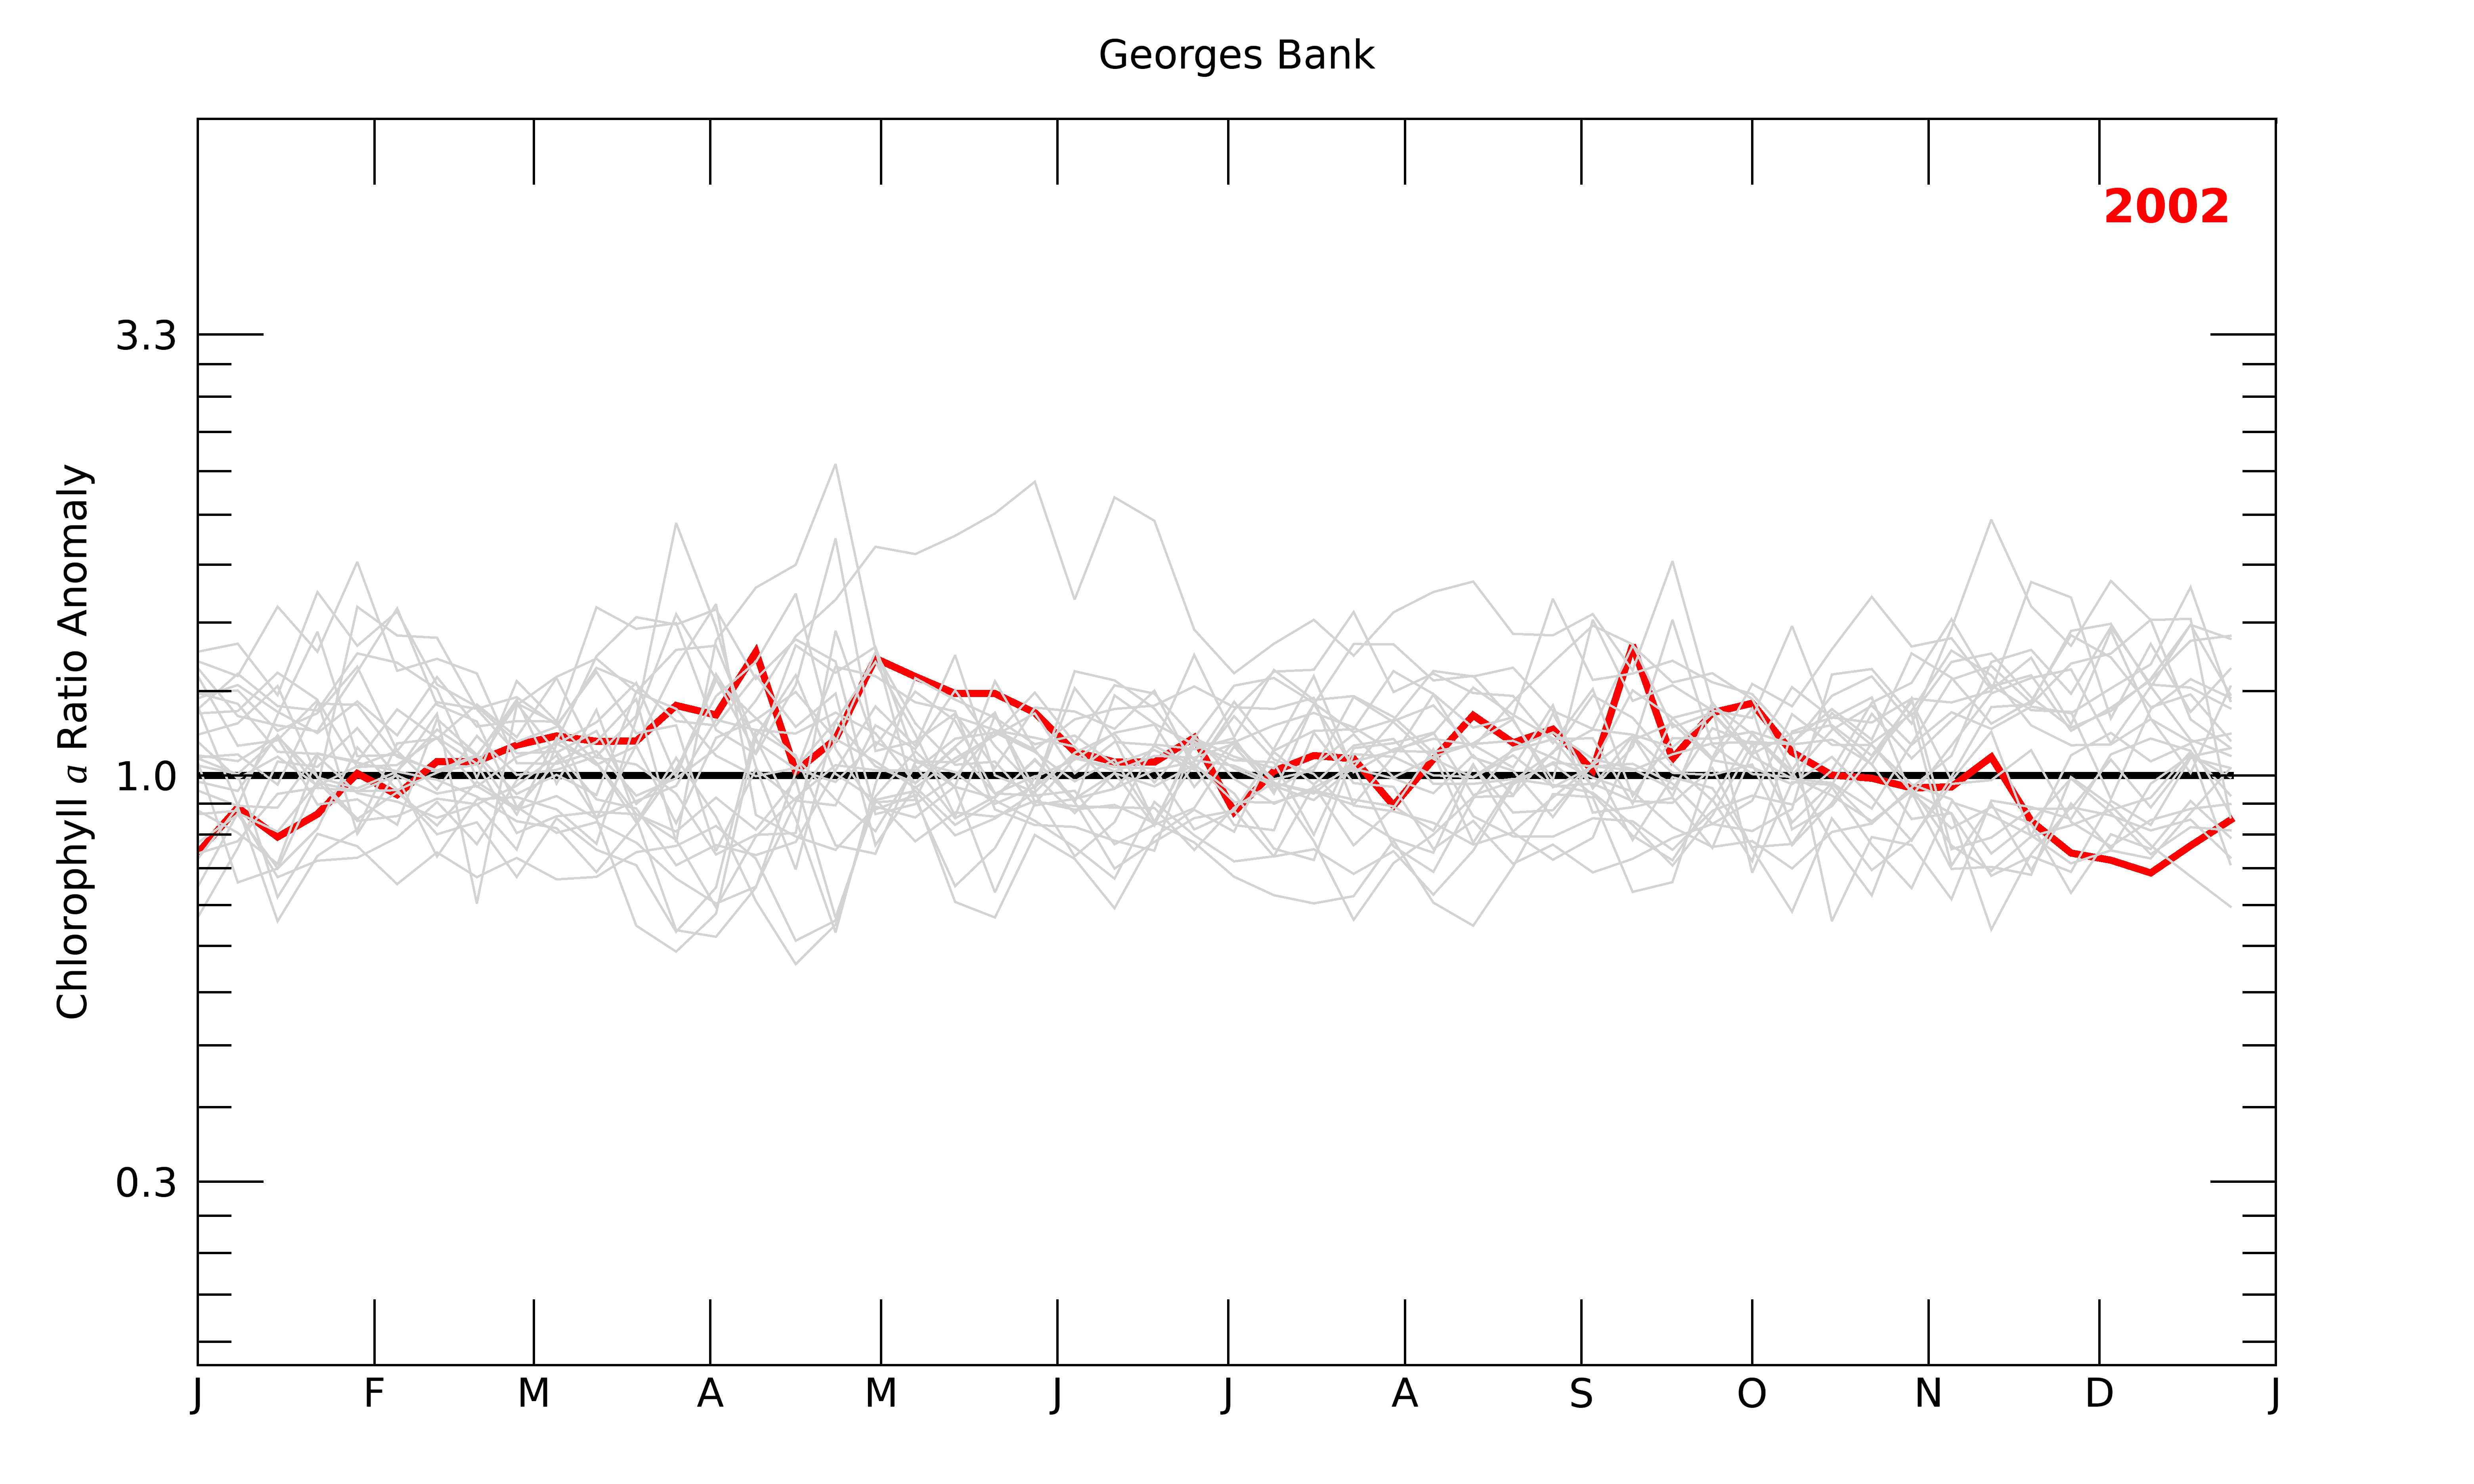 Georges Bank
2002
Chlorophyll a Ratio Anomaly
3.3
1.0
0.3
J F M A M J J A S O N D J